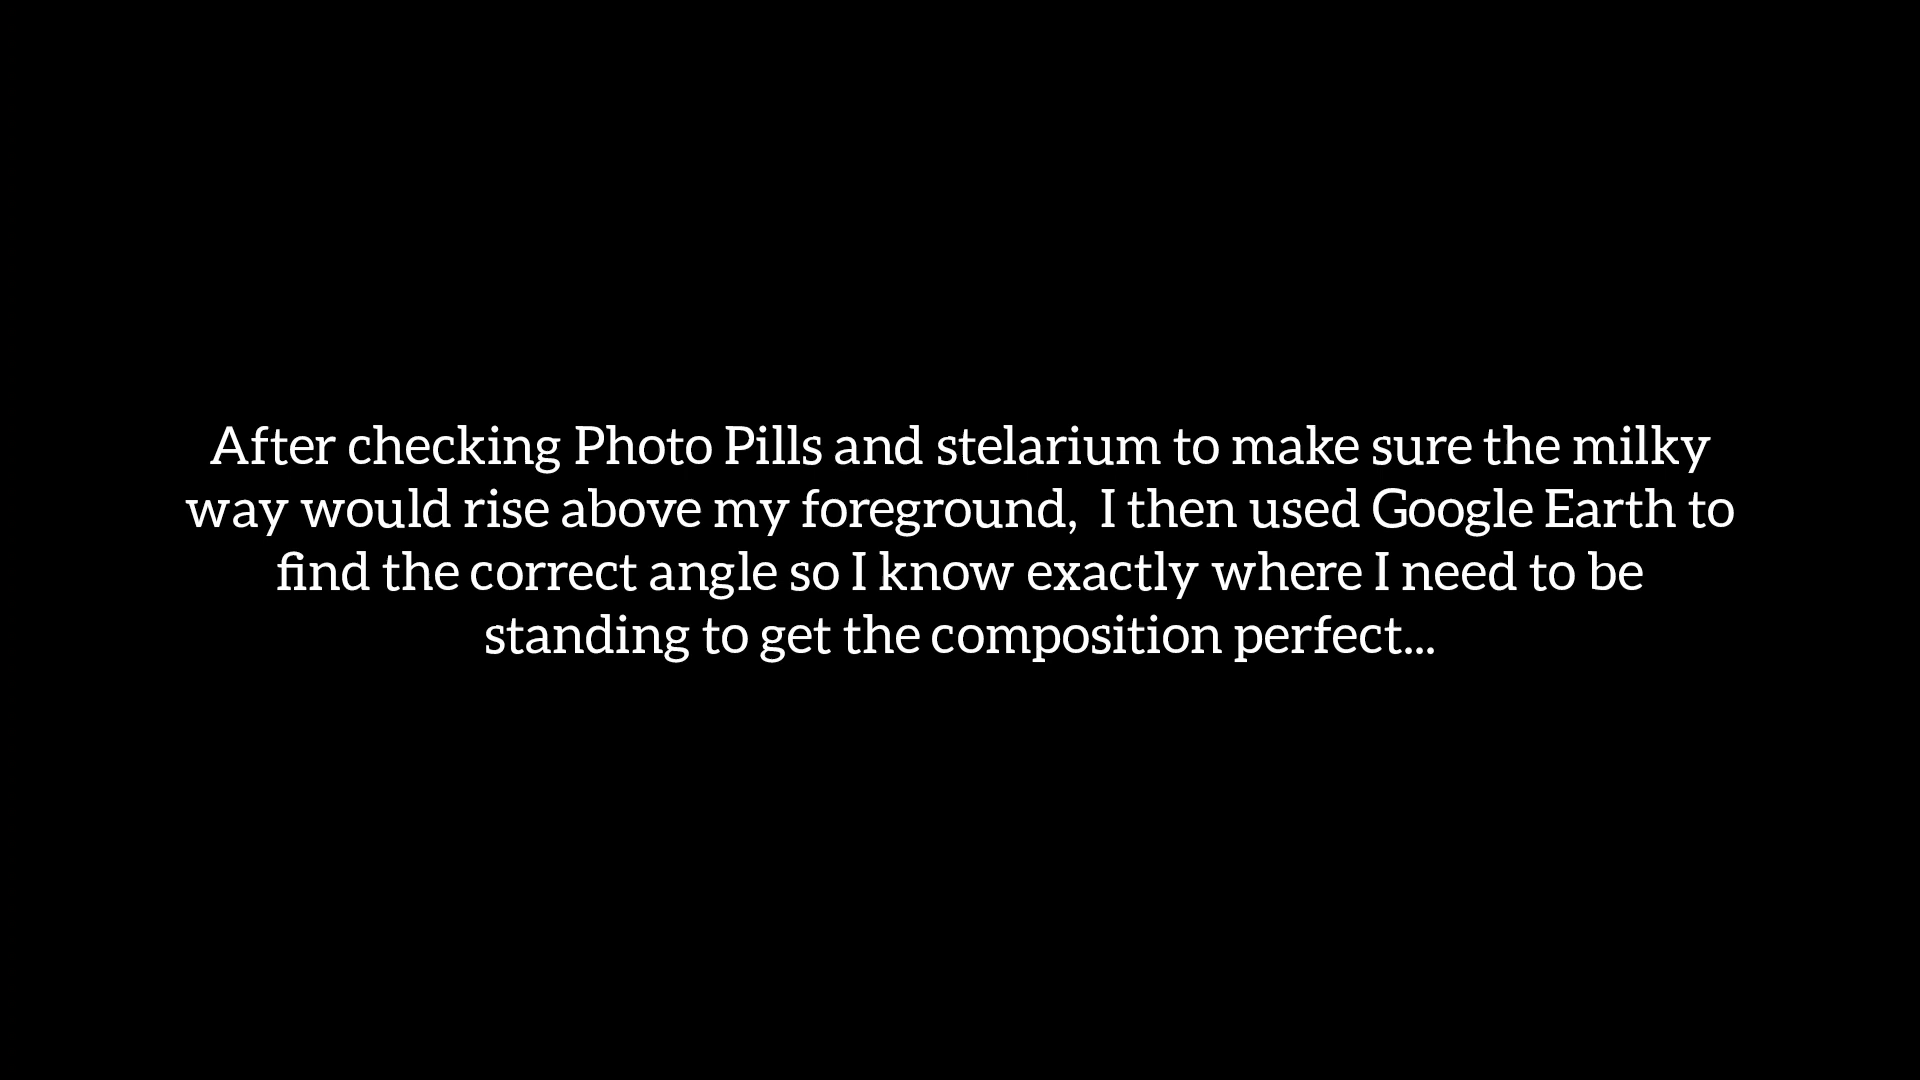 After checking Photo Pills and stelarium to make sure the milky
way would rise above my foreground,  I then used Google Earth to
find the correct angle so I know exactly where I need to be
standing to get the composition perfect...